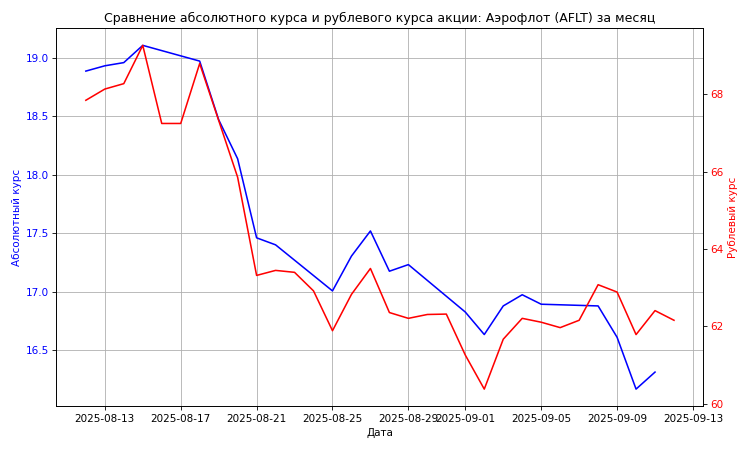 Сравнение абсолютного курса и рублевого курса акции: Аэрофлот (AFLT) за месяц
19.0
18.5
18.0
17.5
17.0
16.5
Абсолютный курс
68
66
64
62
60
Рублевый курс
2025-08-13 2025-08-17 2025-08-21 2025-08-25 2025-08-29 2025-09-01 2025-09-05 2025-09-09 2025-09-13
Дата